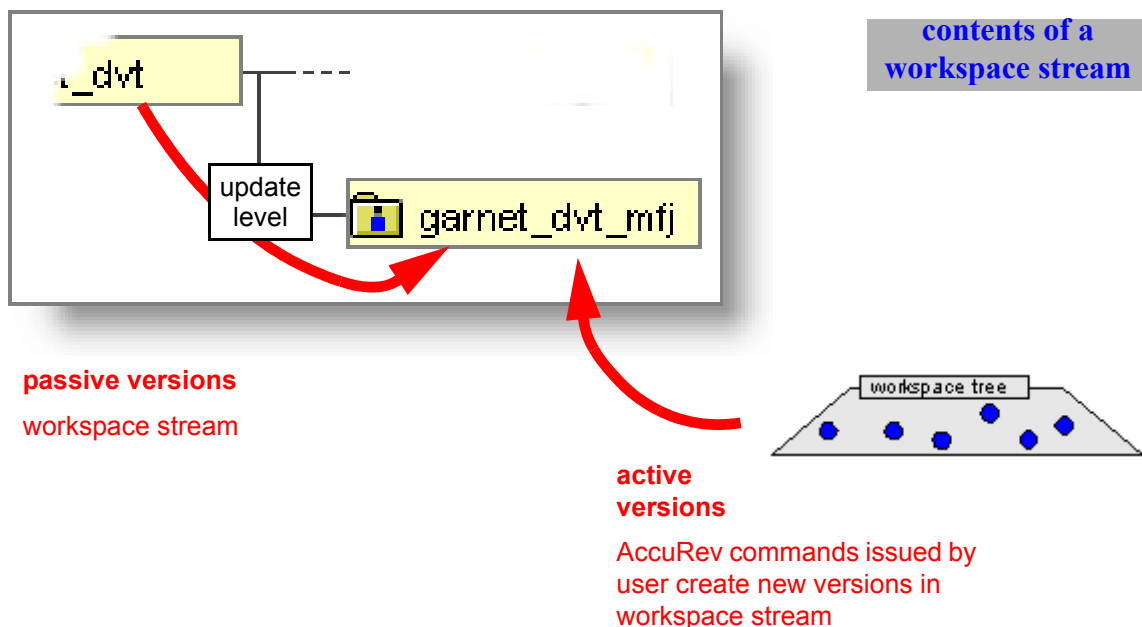 contents of a
workspace stream
_dvt
update
level
garnet_dvt_mfj
passive versions
workspace stream
workspace tree
active
versions
AccuRev commands issued by
user create new versions in
workspace stream